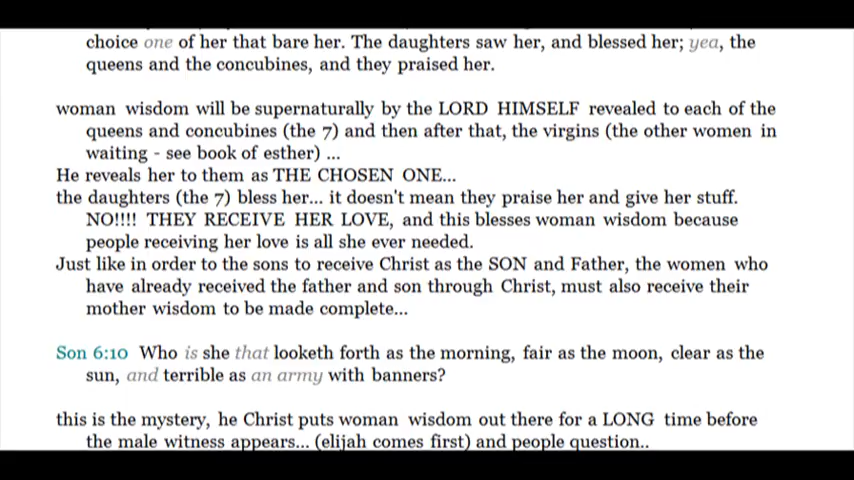 choice one of her that bare her. The daughters saw her, and blessed her; yea, the
queens and the concubines, and they praised her.
woman wisdom will be supernaturally by the LORD HIMSELF revealed to each of the
queens and concubines (the 7) and then after that, the virgins (the other women in
waiting - see book of esther) ...
He reveals her to them as THE CHOSEN ONE...
the daughters (the 7) bless her... it doesn't mean they praise her and give her stuff.
NO!!!! THEY RECEIVE HER LOVE, and this blesses woman wisdom because
people receiving her love is all she ever needed.
Just like in order to the sons to receive Christ as the SON and Father, the women who
have already received the father and son through Christ, must also receive their
mother wisdom to be made complete...
Son 6:10 Who is she that looketh forth as the morning, fair as the moon, clear as the
sun, and terrible as an army with banners?
this is the mystery, he Christ puts woman wisdom out there for a LONG time before
the male witness appears... (elijah comes first) and people question..